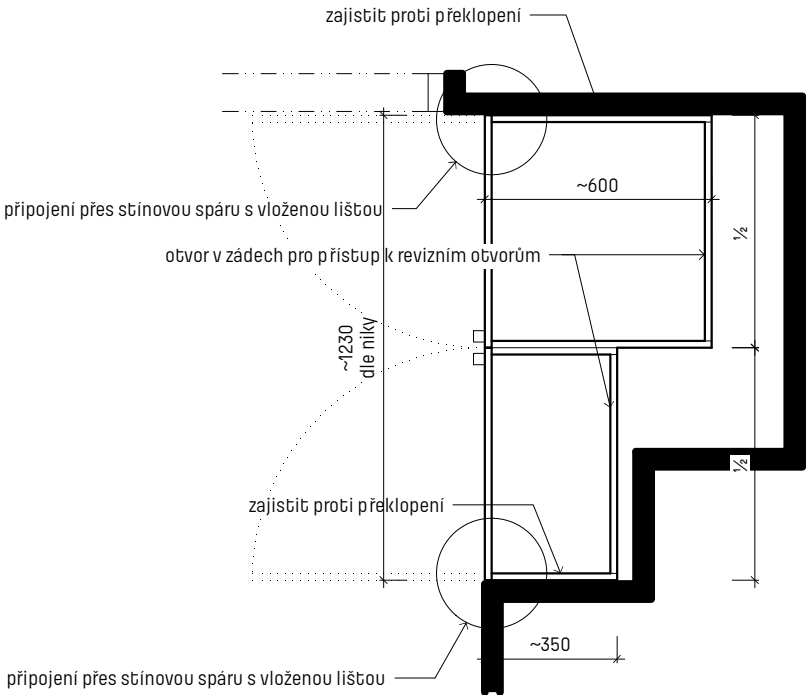 zajistit proti překlopení
~600
připojení přes stínovou spáru s vloženou lištou
½
otvor v zádech pro přístup k revizním otvorům
~1230
dle niky
½
zajistit proti překlopení
~350
připojení přes stínovou spáru s vloženou lištou